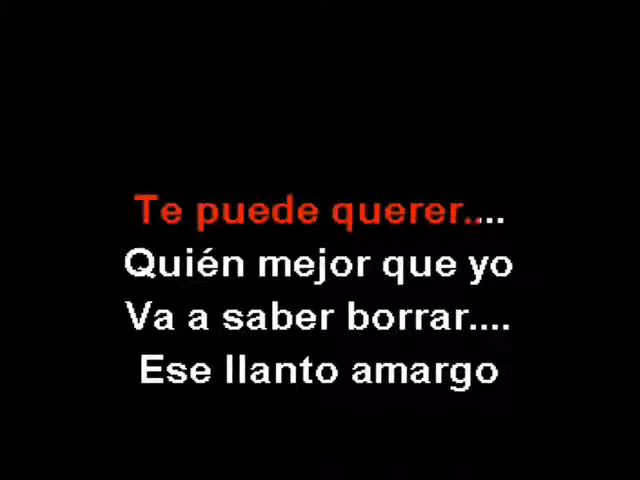 Te puede querer....
Quién mejor que yo
Va a saber borrar....
Ese llanto amargo